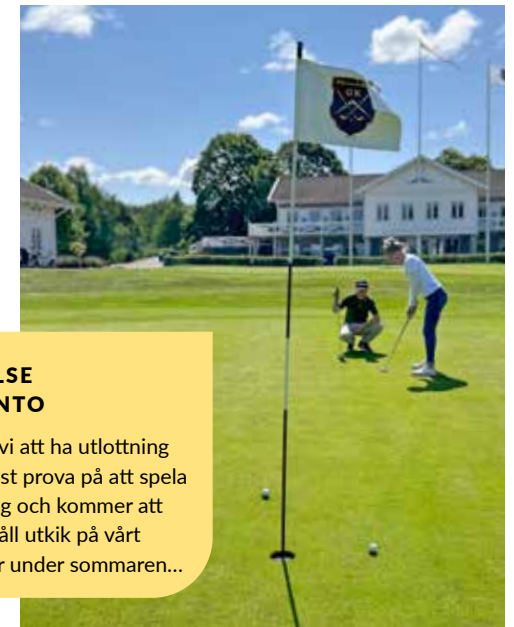 LSE
NTO
vi att ha utlottning
st prova på att spela
g och kommer att
åll utkik på vårt
r under sommaren...
GK